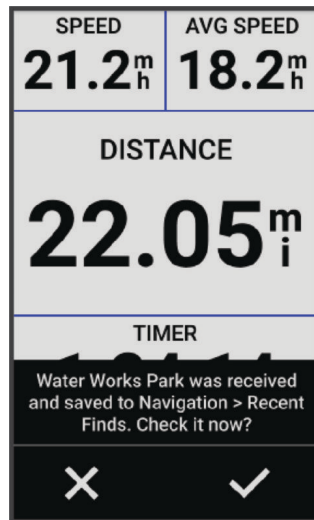 SPEED AVG SPEED
21.2 mh 18.2 mh
DISTANCE
22.05 mi
TIMER
Water Works Park was received
and saved to Navigation > Recent
Finds. Check it now?